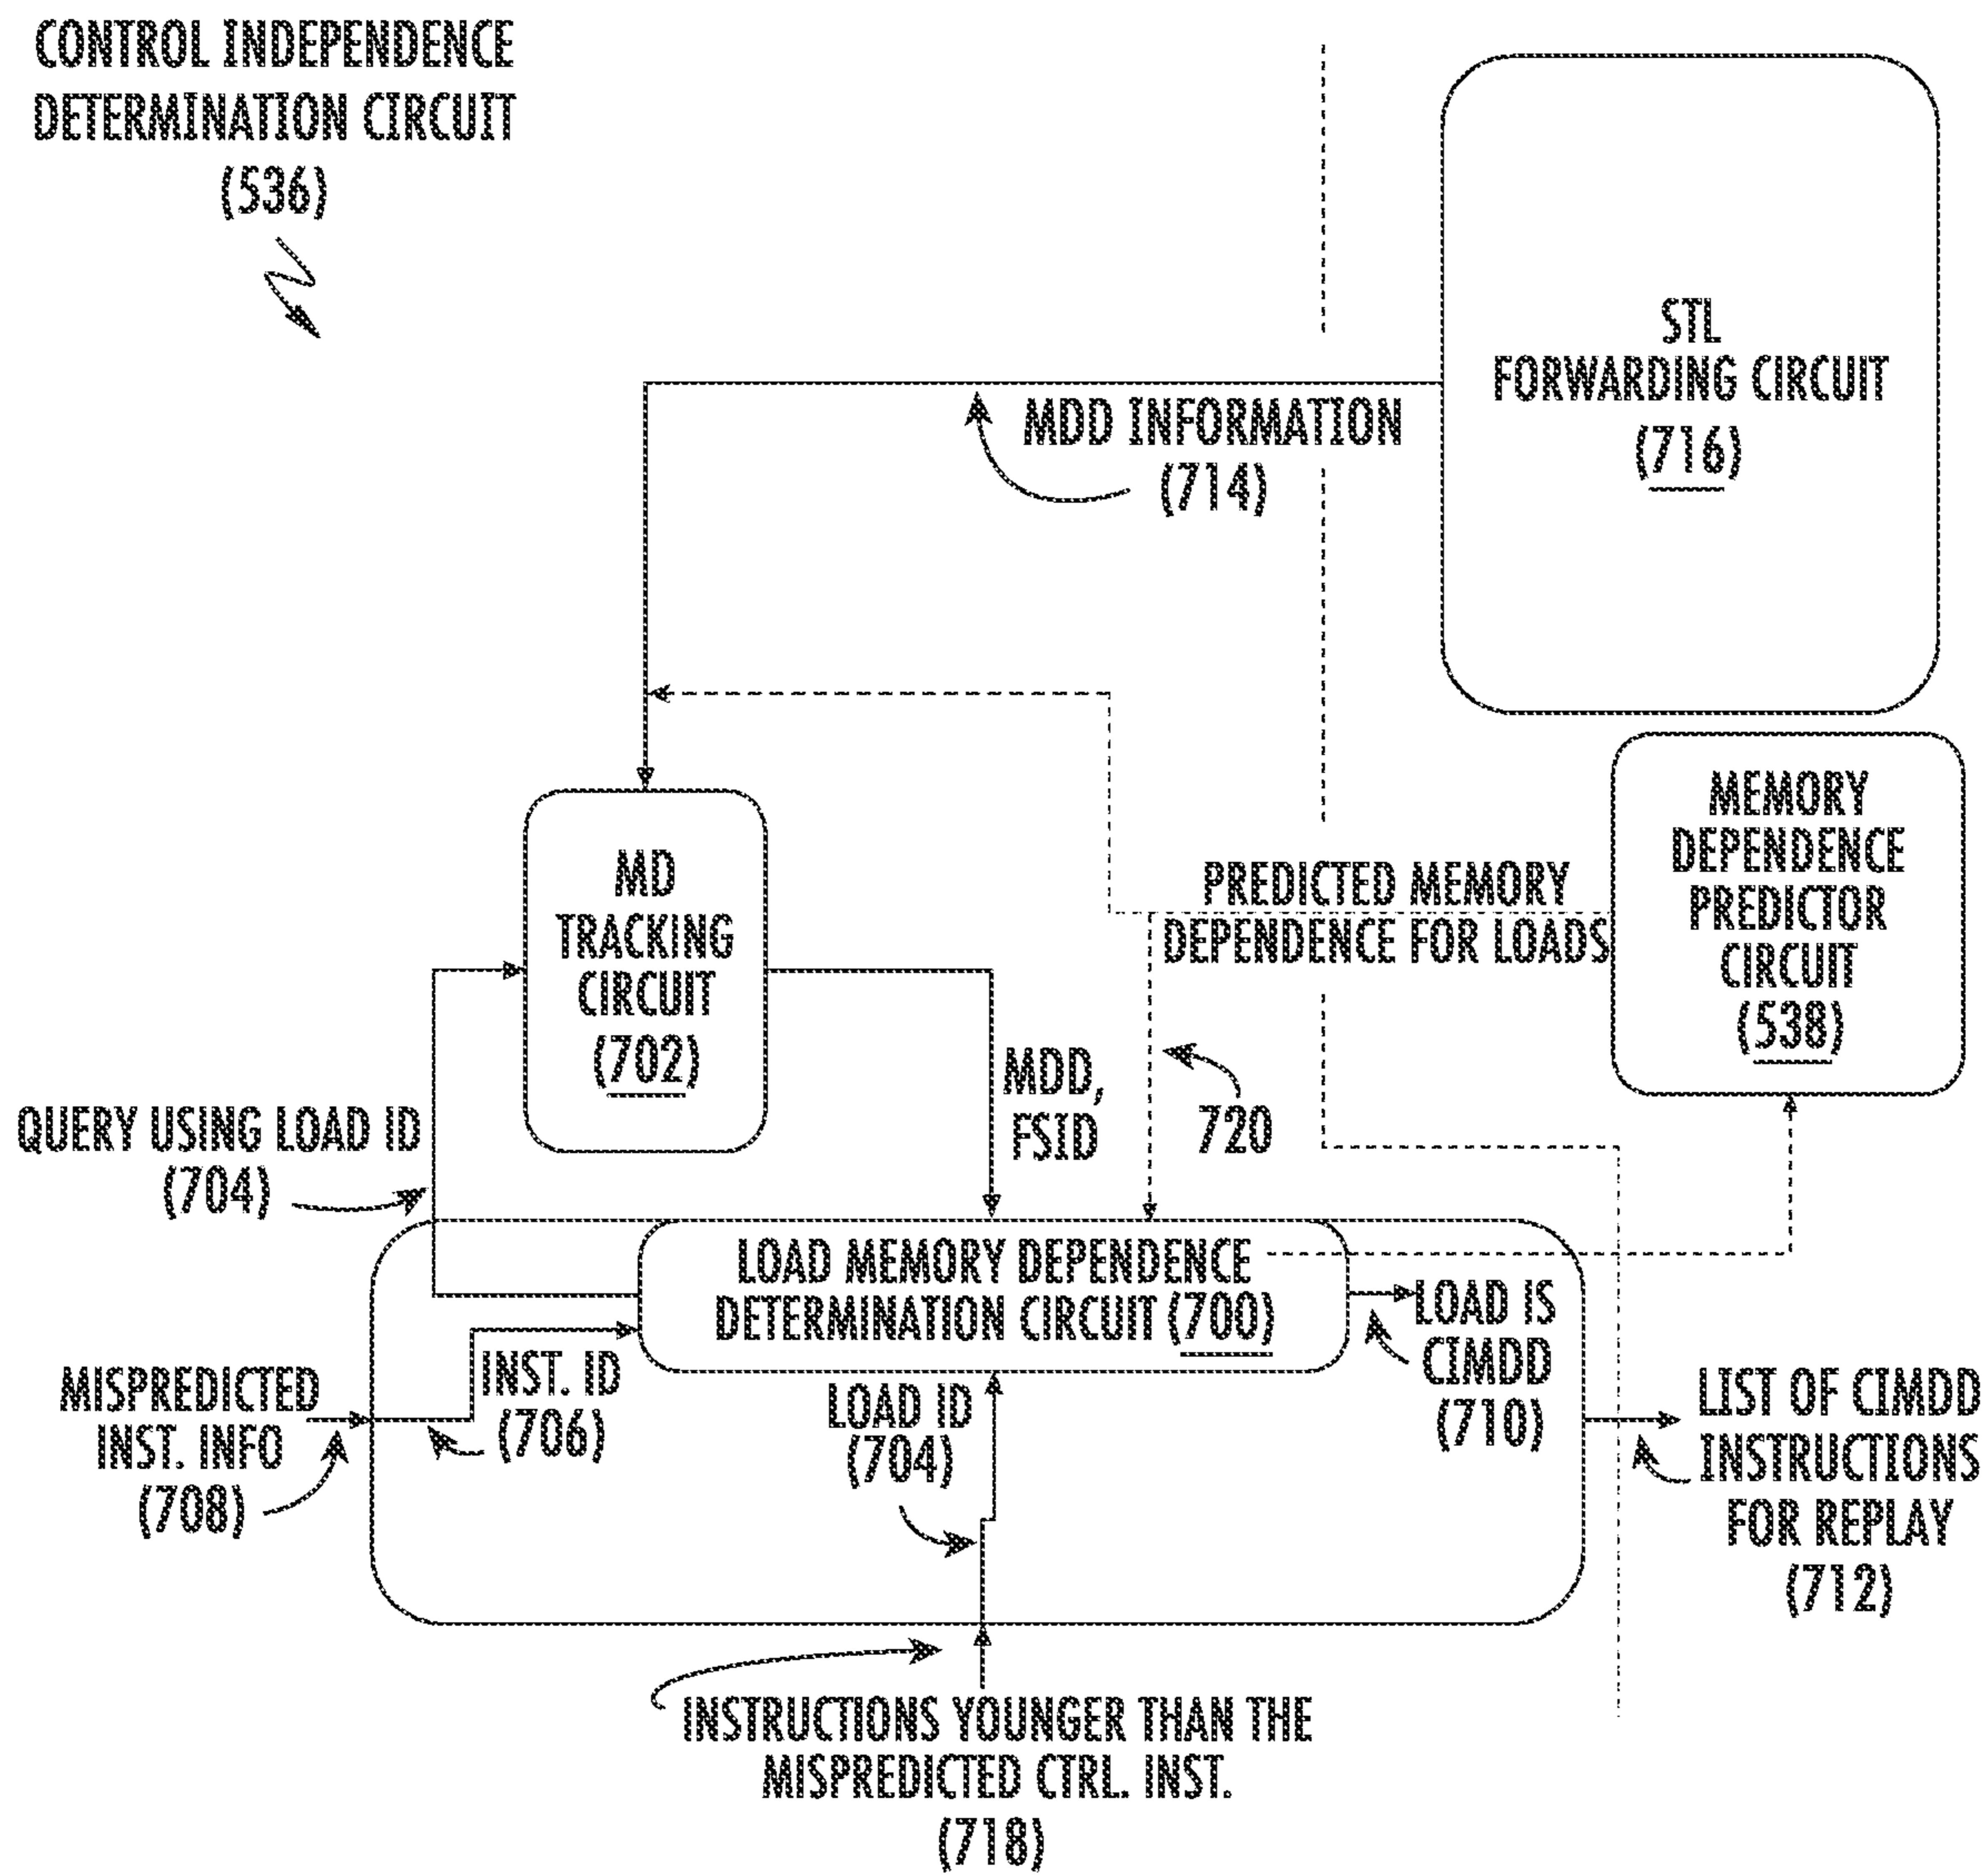 CONTROL INDEPENDENCE
DETERMINATION CIRCUIT
(536)
STL
FORWARDING CIRCUIT
(716)
MDD INFORMATION
(714)
MEMORY
DEPENDENCE
PREDICTOR
CIRCUIT
(538)
PREDICTED MEMORY
DEPENDENCE FOR LOADS
MD
TRACKING
CIRCUIT
(702)
MDD,
FSID
720
QUERY USING LOAD ID
(704)
LOAD MEMORY DEPENDENCE
DETERMINATION CIRCUIT (700)
LOAD IS
CIMDD
(710)
INST. ID
(706)
MISPREDICTED
INST. INFO
(708)
LOAD ID
(704)
LIST OF CIMDD
INSTRUCTIONS
FOR REPLAY
(712)
INSTRUCTIONS YOUNGER THAN THE
MISPREDICTED CTRL. INST.
(718)